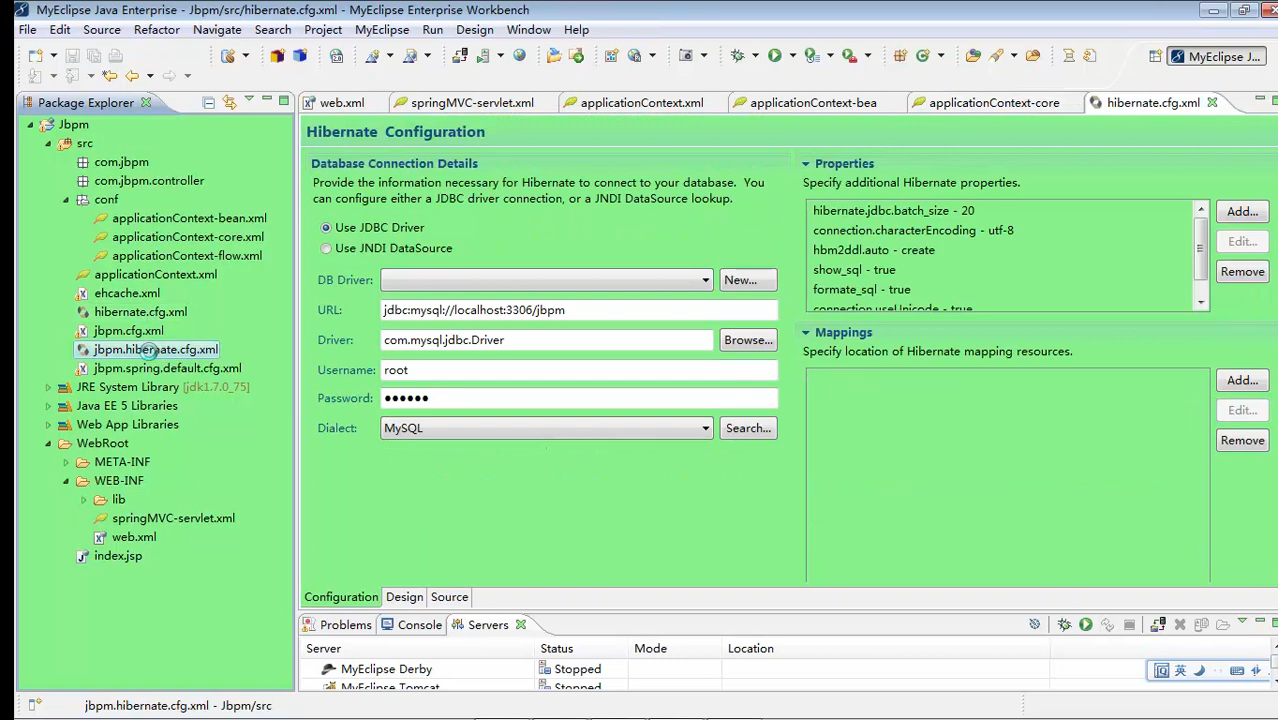 MyEclipse Java Enterprise - Jbpm/src/hibernate.cfg.xml - MyEclipse Enterprise Workbench
File Edit Source Refactor Navigate Search Project MyEclipse Run Design Window Help
MyEclipse J...
Package Explorer
web.xml springMVC-servlet.xml applicationContext.xml applicationContext-bea applicationContext-core hibernate.cfg.xml
Jbpm
src
com.jbpm
com.jbpm.controller
conf
applicationContext-bean.xml
applicationContext-core.xml
applicationContext-flow.xml
applicationContext.xml
ehcache.xml
hibernate.cfg.xml
jbpm.cfg.xml
jbpm.hibernate.cfg.xml
jbpm.spring.default.cfg.xml
JRE System Library [jdk1.7.0_75]
Java EE 5 Libraries
Web App Libraries
WebRoot
META-INF
WEB-INF
lib
springMVC-servlet.xml
web.xml
index.jsp
Hibernate Configuration
Database Connection Details
Provide the information necessary for Hibernate to connect to your database. You
can configure either a JDBC driver connection, or a JNDI DataSource lookup.
Use JDBC Driver
Use JNDI DataSource
DB Driver: New...
URL: jdbc:mysql://localhost:3306/jbpm
Driver: com.mysql.jdbc.Driver Browse...
Username: root
Password: ●●●●●●
Dialect: MySQL Search...
Properties
Specify additional Hibernate properties.
hibernate.jdbc.batch_size - 20
connection.characterEncoding - utf-8
hbm2ddl.auto - create
show_sql - true
formate_sql - true
connection.useUnicode - true
Add...
Edit...
Remove
Mappings
Specify location of Hibernate mapping resources.
Add...
Edit...
Remove
Configuration Design Source
Problems Console Servers
Server Status Mode Location
MyEclipse Derby Stopped
MyEclipse Tomcat Stopped
英
jbpm.hibernate.cfg.xml - Jbpm/src